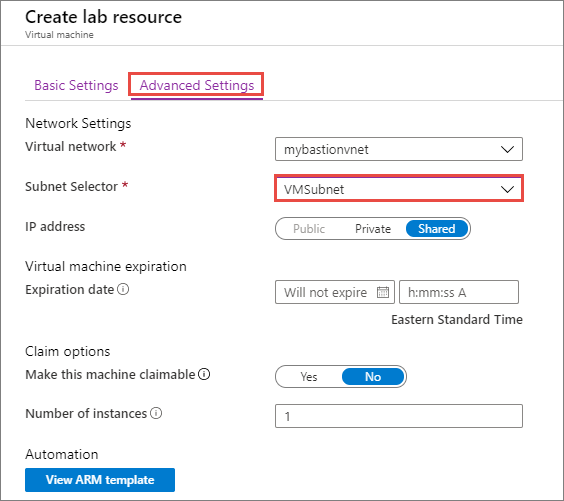 Create lab resource
Virtual machine
Basic Settings Advanced Settings
Network Settings
Virtual network * mybastionvnet
Subnet Selector * VMSubnet
IP address Public Private Shared
Virtual machine expiration
Expiration date Will not expire h:mm:ss A
Eastern Standard Time
Claim options
Make this machine claimable Yes No
Number of instances 1
Automation
View ARM template